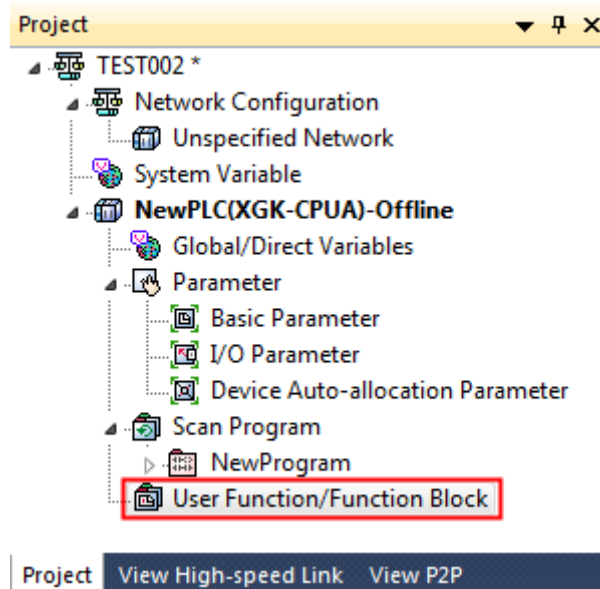 Project
TEST002 *
Network Configuration
Unspecified Network
System Variable
NewPLC(XGK-CPUA)-Offline
Global/Direct Variables
Parameter
Basic Parameter
I/O Parameter
Device Auto-allocation Parameter
Scan Program
NewProgram
User Function/Function Block
Project View High-speed Link View P2P